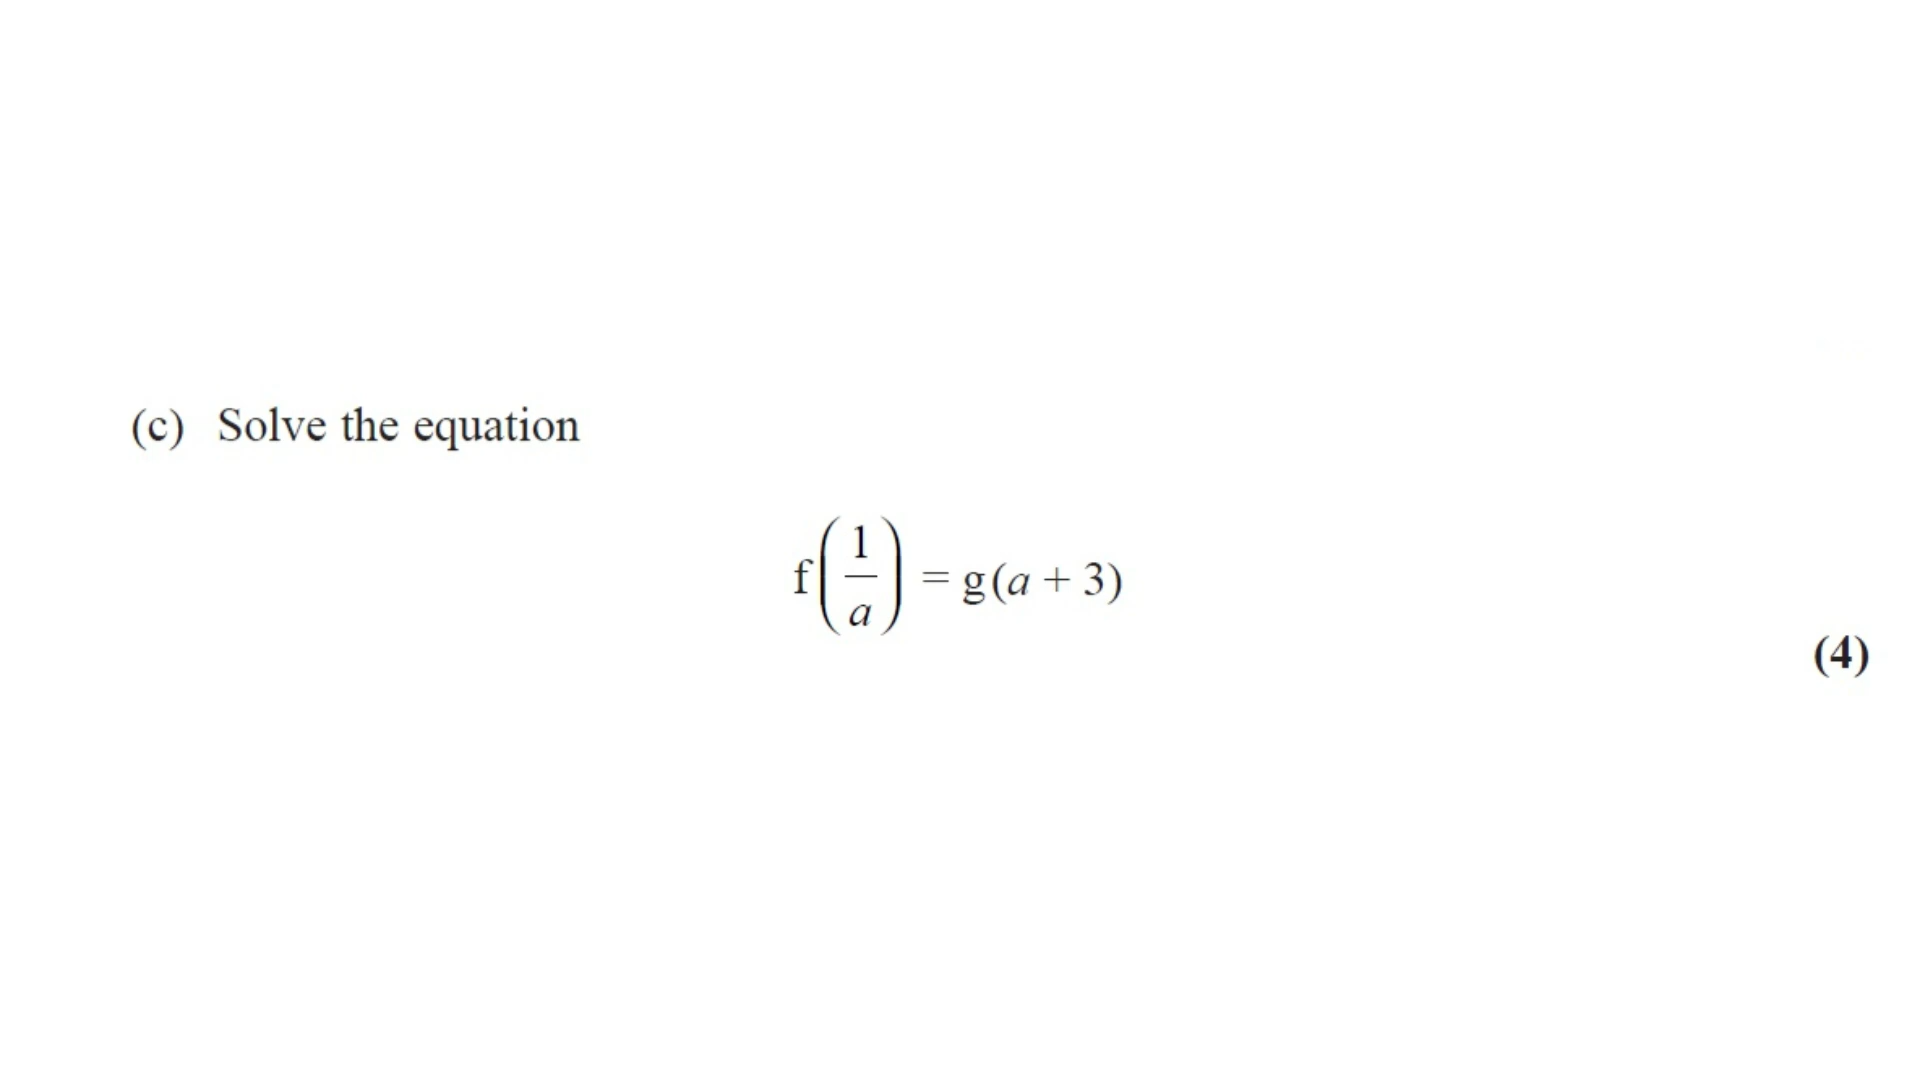 (c) Solve the equation
f(1/a) = g(a + 3)
(4)